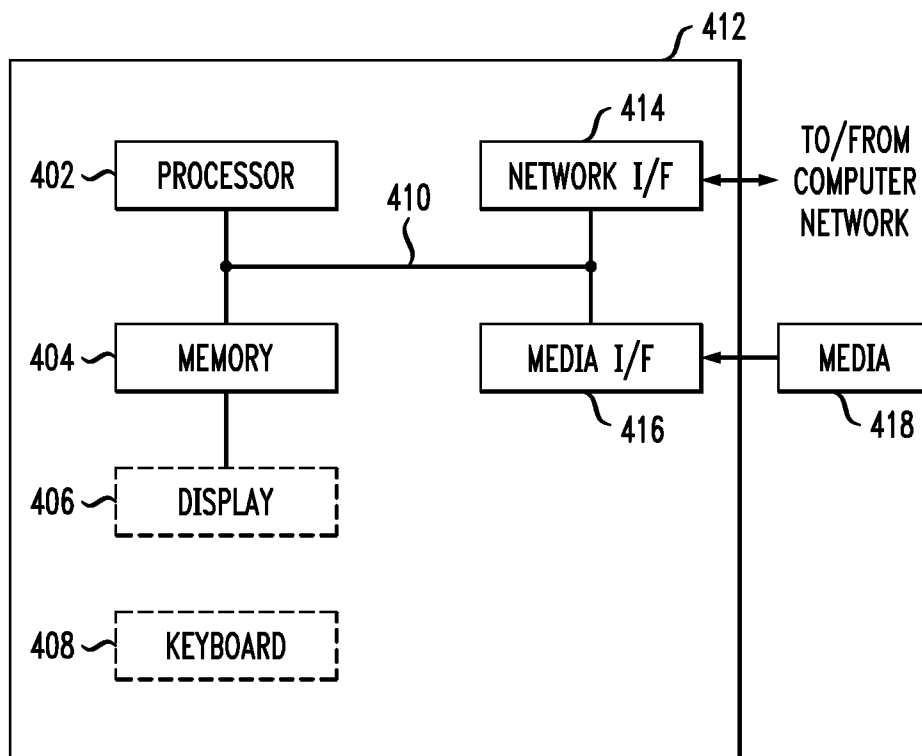 412
414
402
PROCESSOR
NETWORK I/F
TO/FROM
COMPUTER
NETWORK
410
404
MEMORY
MEDIA I/F
MEDIA
416
418
406
DISPLAY
408
KEYBOARD